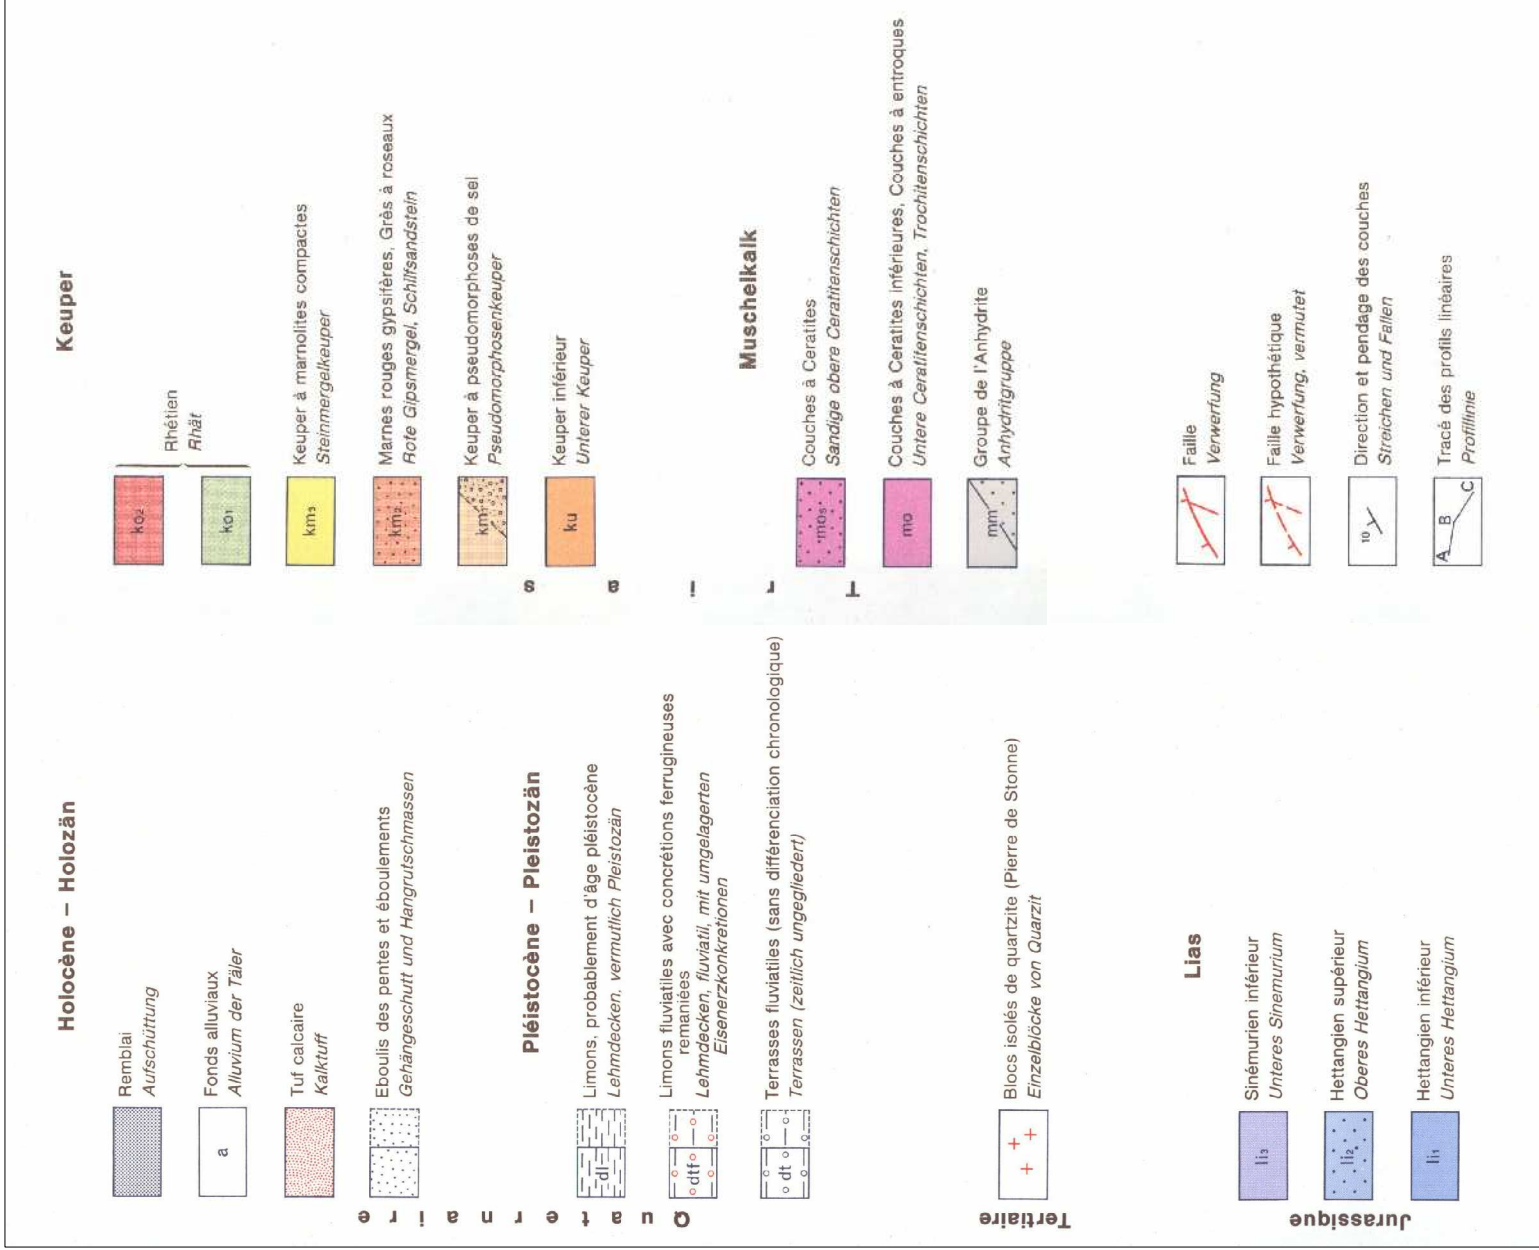 Quaternaire
Holocène – Holozän
Remblai
Aufschüttung
a
Fonds alluviaux
Alluvium der Täler
Tuf calcaire
Kalktuff
Eboulis des pentes et éboulements
Gehängeschutt und Hangrutschmassen
Pléistocène – Pleistozän
dl
Limons, probablement d'âge pléistocène
Lehmdecken, vermutlich Pleistozän
dtf
Limons fluviatiles avec concrétions ferrugineuses
remaniées
Lehmdecken, fluviatil, mit umgelagerten
Eisenerzkonkretionen
dt
Terrasses fluviatiles (sans différenciation chronologique)
Terrassen (zeitlich ungegliedert)
Tertiaire
Blocs isolés de quartzite (Pierre de Stonne)
Einzelblöcke von Quarzit
Jurassique
Lias
li₃
Sinémurien inférieur
Unteres Sinemurium
li₂
Hettangien supérieur
Oberes Hettangium
li₁
Hettangien inférieur
Unteres Hettangium
Trias
Keuper
ko₂
ko₁
Rhétien
Rhät
km₃
Keuper à marnolites compactes
Steinmergelkeuper
km₂
Marnes rouges gypsifères, Grès à roseaux
Rote Gipsmergel, Schilfsandstein
km₁
Keuper à pseudomorphoses de sel
Pseudomorphosenkeuper
ku
Keuper inférieur
Unterer Keuper
Muschelkalk
mo₅
Couches à Ceratites
Sandige obere Ceratitenschichten
mo
Couches à Ceratites inférieures, Couches à entroques
Untere Ceratitenschichten, Trochitenschichten
mm
Groupe de l'Anhydrite
Anhydritgruppe
Faille
Verwerfung
Faille hypothétique
Verwerfung, vermutet
10
Direction et pendage des couches
Streichen und Fallen
A B C
Tracé des profils linéaires
Profillinie